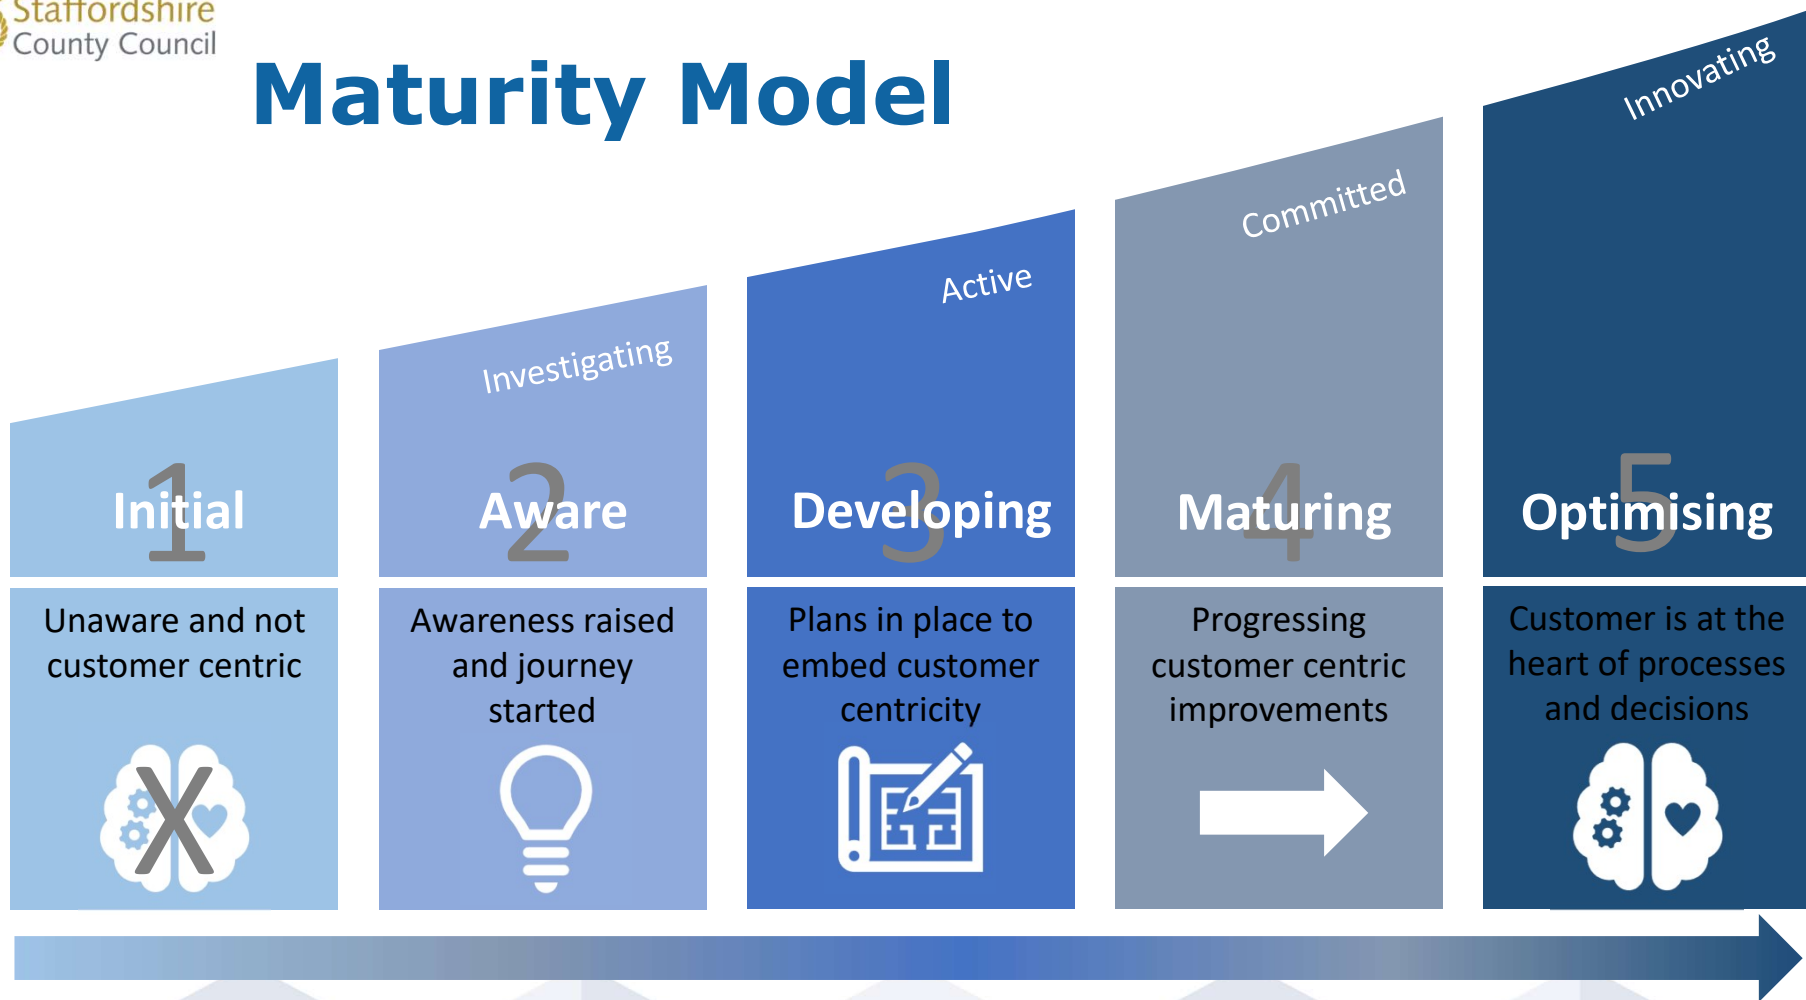 Staffordshire
County Council
Maturity Model
Investigating
Active
Committed
Innovating
1
Initial
2
Aware
3
Developing
4
Maturing
5
Optimising
Unaware and not
customer centric
X
Awareness raised
and journey
started
Plans in place to
embed customer
centricity
Progressing
customer centric
improvements
Customer is at the
heart of processes
and decisions